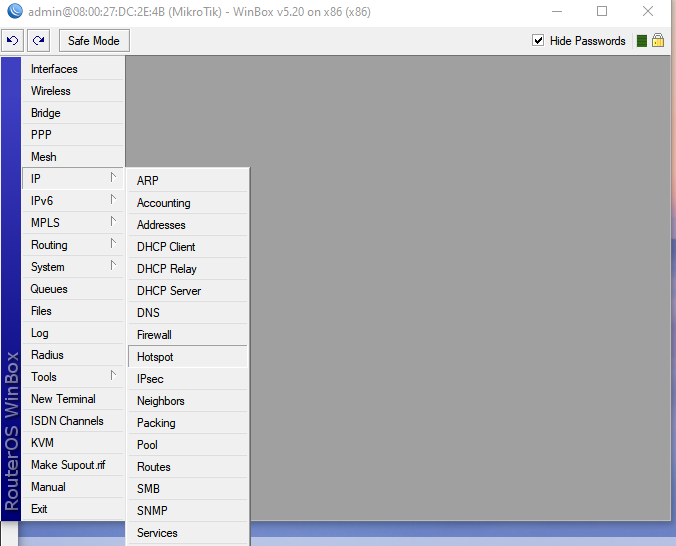 admin@08:00:27:DC:2E:4B (MikroTik) - WinBox v5.20 on x86 (x86)
Safe Mode
Hide Passwords
Interfaces
Wireless
Bridge
PPP
Mesh
IP
IPv6
MPLS
Routing
System
Queues
Files
Log
Radius
Tools
New Terminal
ISDN Channels
KVM
Make Supout.rif
Manual
Exit
ARP
Accounting
Addresses
DHCP Client
DHCP Relay
DHCP Server
DNS
Firewall
Hotspot
IPsec
Neighbors
Packing
Pool
Routes
SMB
SNMP
Services
RouterOS WinBox